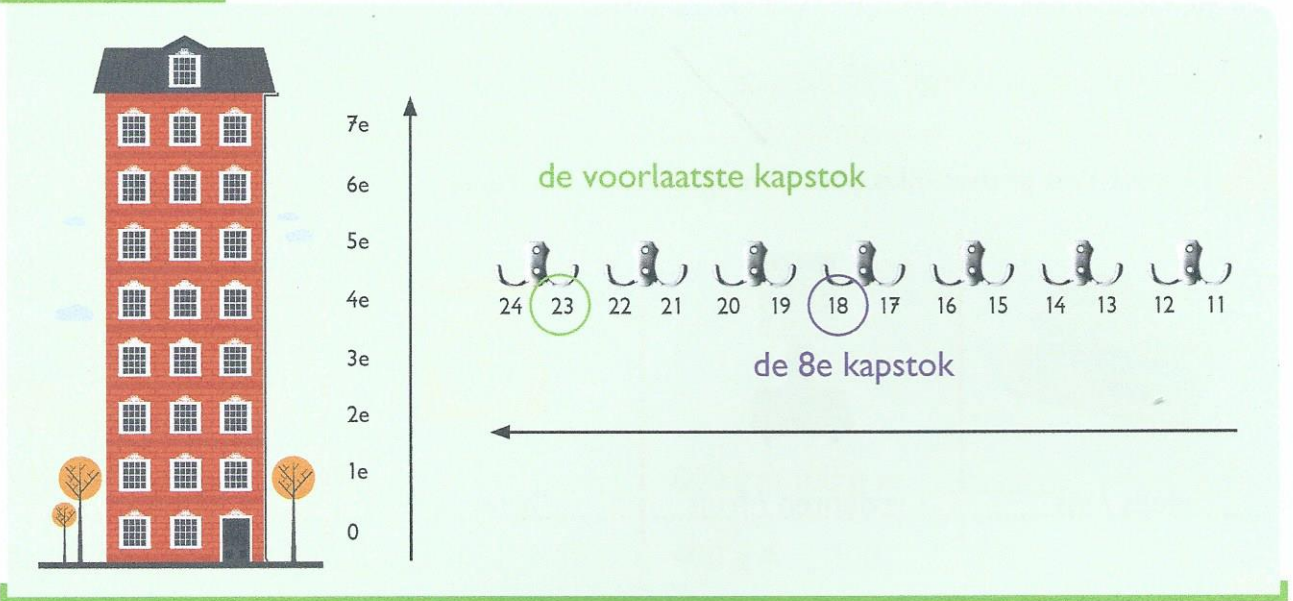 7e
6e
5e
4e
3e
2e
1e
0
de voorlaatste kapstok
24 23 22 21 20 19 18 17 16 15 14 13 12 11
de 8e kapstok